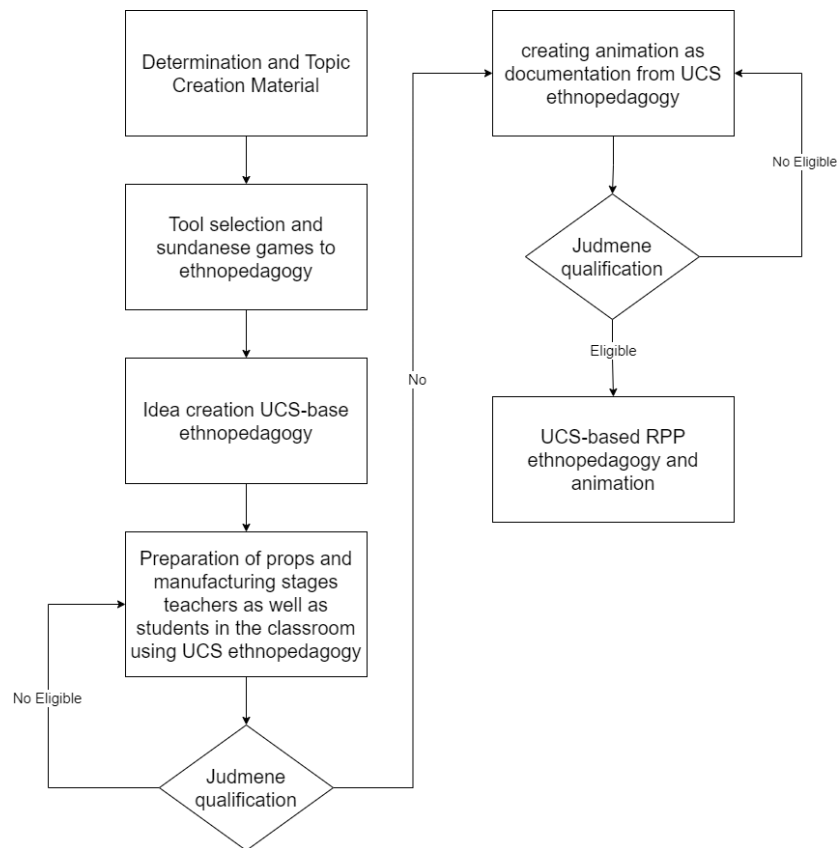 Determination and Topic
Creation Material
Tool selection and
sundanese games to
ethnopedagogy
Idea creation UCS-base
ethnopedagogy
Preparation of props and
manufacturing stages
teachers as well as
students in the classroom
using UCS ethnopedagogy
No Eligible
Judmene
qualification
No
creating animation as
documentation from UCS
ethnopedagogy
No Eligible
Judmene
qualification
Eligible
UCS-based RPP
ethnopedagogy and
animation